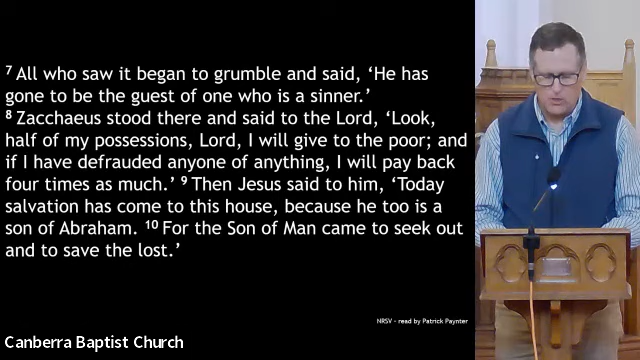 ⁷ All who saw it began to grumble and said, ‘He has
gone to be the guest of one who is a sinner.’
⁸ Zacchaeus stood there and said to the Lord, ‘Look,
half of my possessions, Lord, I will give to the poor; and
if I have defrauded anyone of anything, I will pay back
four times as much.’ ⁹ Then Jesus said to him, ‘Today
salvation has come to this house, because he too is a
son of Abraham. ¹⁰ For the Son of Man came to seek out
and to save the lost.’
NRSV - read by Patrick Paynter
Canberra Baptist Church